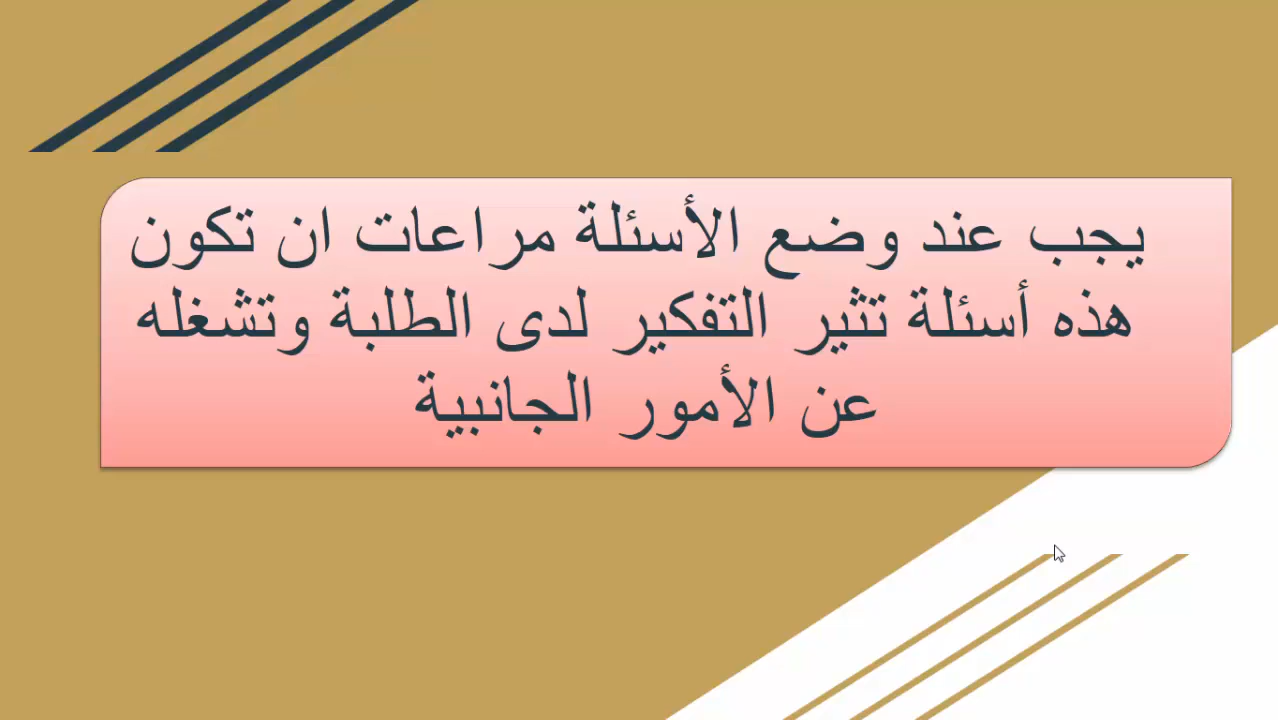 يجب عند وضع الأسئلة مراعات ان تكون
هذه أسئلة تثير التفكير لدى الطلبة وتشغله
عن الأمور الجانبية